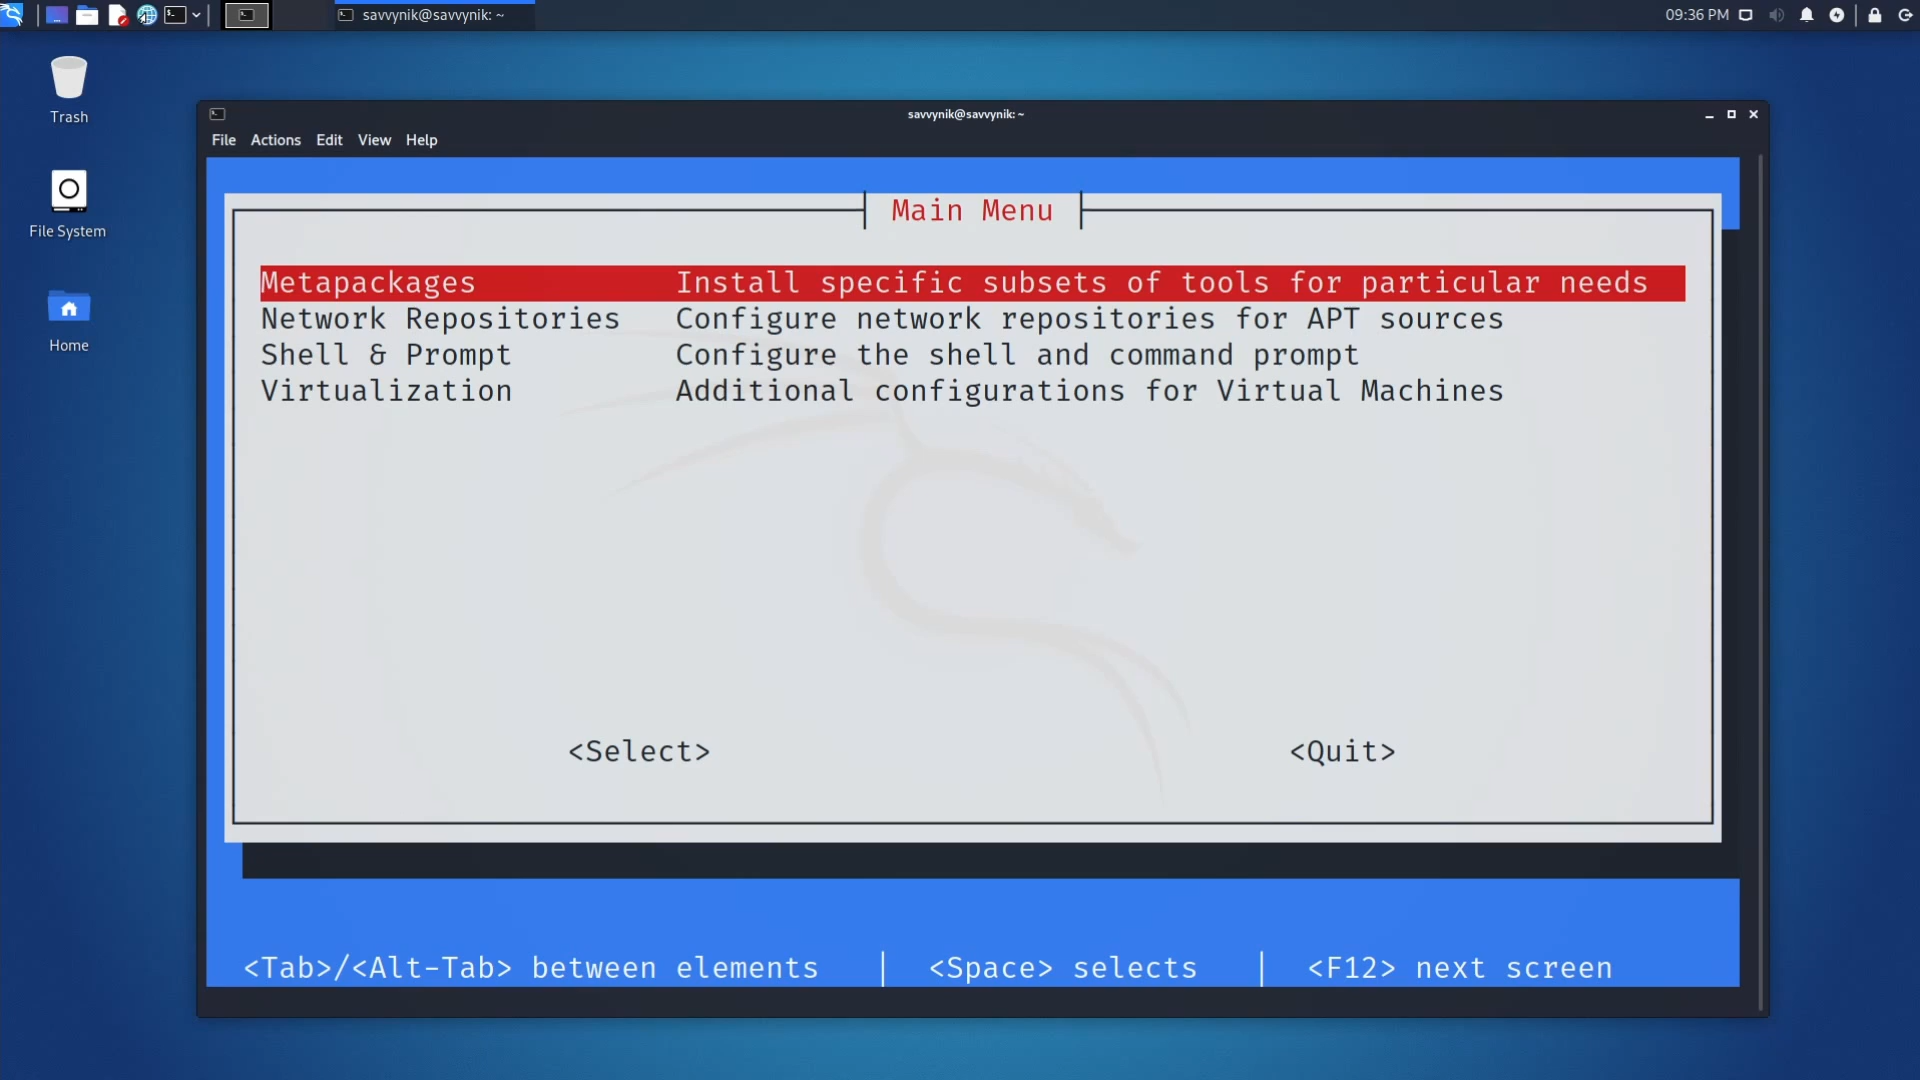 savvynik@savvynik: ~
09:36 PM
Trash
File System
Home
savvynik@savvynik: ~
File Actions Edit View Help
Main Menu
Metapackages Install specific subsets of tools for particular needs
Network Repositories Configure network repositories for APT sources
Shell & Prompt Configure the shell and command prompt
Virtualization Additional configurations for Virtual Machines
<Select> <Quit>
<Tab>/<Alt-Tab> between elements | <Space> selects | <F12> next screen